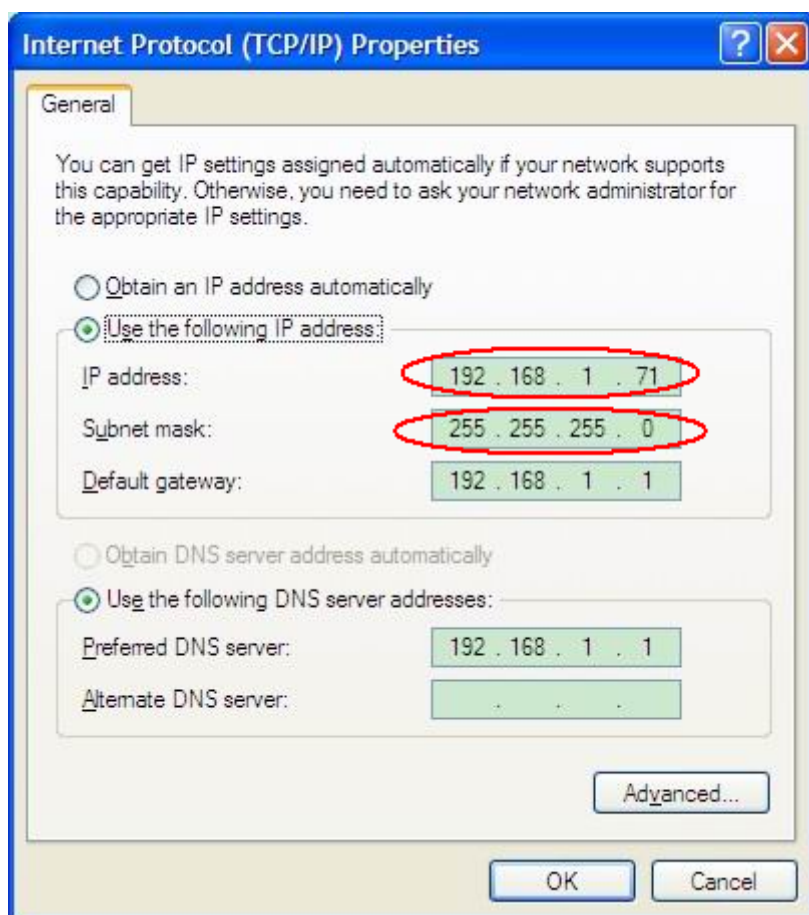 Internet Protocol (TCP/IP) Properties
General
You can get IP settings assigned automatically if your network supports
this capability. Otherwise, you need to ask your network administrator for
the appropriate IP settings.
Obtain an IP address automatically
Use the following IP address:
IP address: 192 . 168 . 1 . 71
Subnet mask: 255 . 255 . 255 . 0
Default gateway: 192 . 168 . 1 . 1
Obtain DNS server address automatically
Use the following DNS server addresses:
Preferred DNS server: 192 . 168 . 1 . 1
Alternate DNS server: . . .
Advanced...
OK Cancel